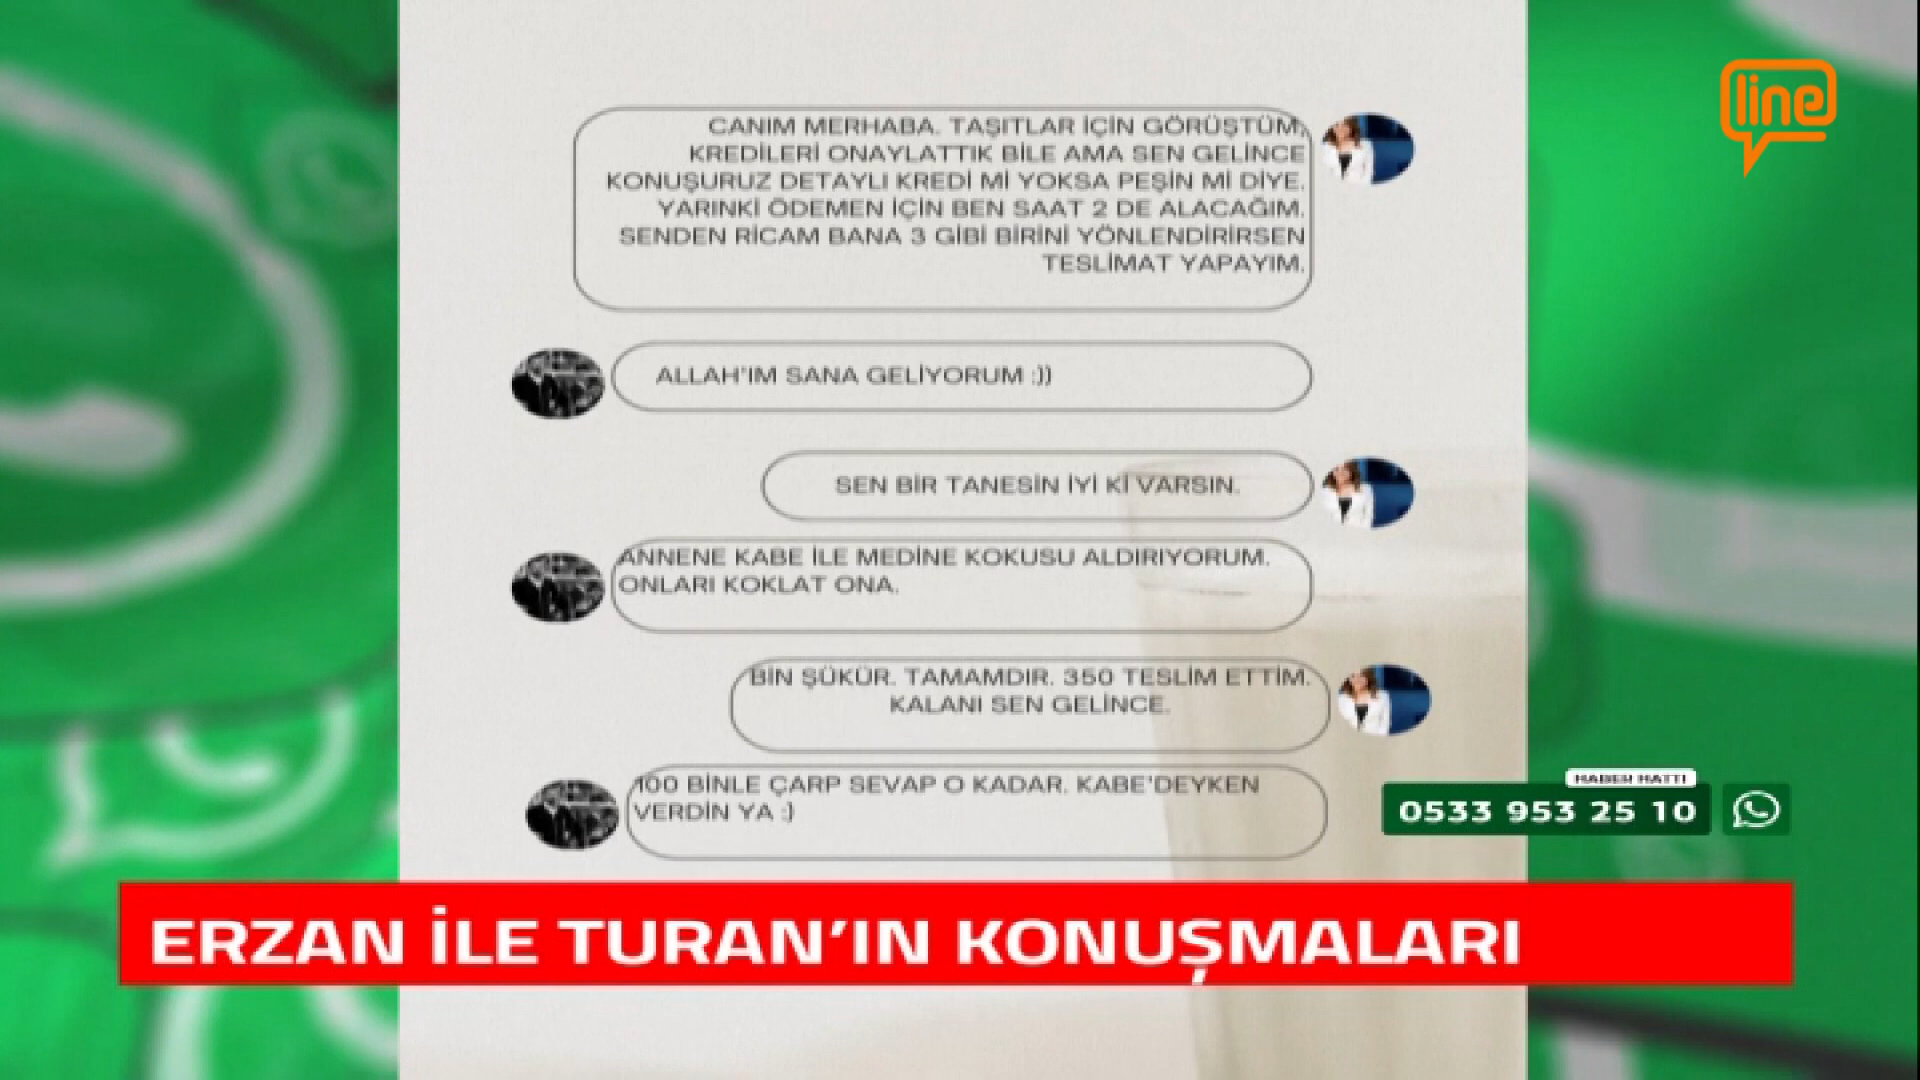 line
CANIM MERHABA. TAŞITLAR İÇİN GÖRÜŞTÜM,
KREDİLERİ ONAYLATTIK BİLE AMA SEN GELİNCE
KONUŞURUZ DETAYLI KREDİ Mİ YOKSA PEŞİN Mİ DİYE.
YARINKİ ÖDEMEN İÇİN BEN SAAT 2 DE ALACAĞIM.
SENDEN RİCAM BANA 3 GİBİ BİRİNİ YÖNLENDİRİRSEN
TESLİMAT YAPAYIM.
ALLAH'IM SANA GELİYORUM :))
SEN BİR TANESİN İYİ Kİ VARSIN.
ANNENE KABE İLE MEDİNE KOKUSU ALDIRIYORUM.
ONLARI KOKLAT ONA.
BİN ŞÜKÜR. TAMAMDIR. 350 TESLİM ETTİM.
KALANI SEN GELİNCE.
100 BİNLE ÇARP SEVAP O KADAR. KABE'DEYKEN
VERDİN YA :)
HABER HATTI
0533 953 25 10
ERZAN İLE TURAN'IN KONUŞMALARI